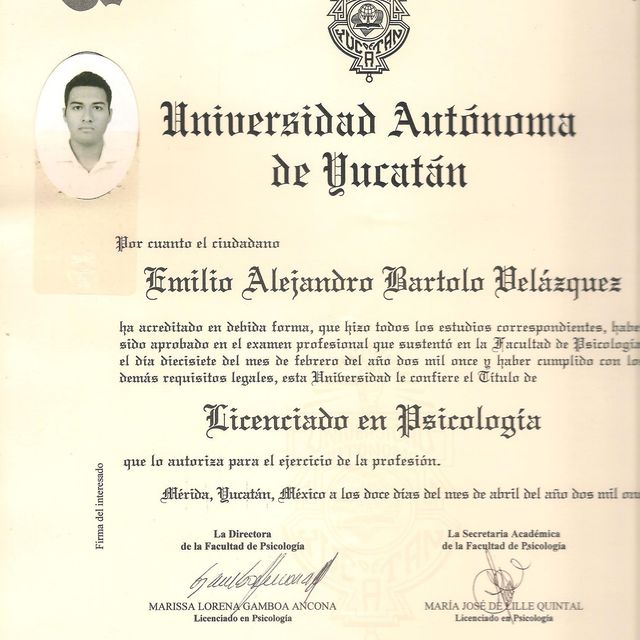 YUCATAN
A
Universidad Autónoma
de Yucatán
Por cuanto el ciudadano
Emilio Alejandro Bartolo Velázquez
ha acreditado en debida forma, que hizo todos los estudios correspondientes, habe
sido aprobado en el examen profesional que sustentó en la Facultad de Psicología
el día diecisiete del mes de febrero del año dos mil once y haber cumplido con los
demás requisitos legales, esta Universidad le confiere el Título de
Licenciado en Psicología
que lo autoriza para el ejercicio de la profesión.
Mérida, Yucatán, México a los doce días del mes de abril del año dos mil on
Firma del interesado
La Directora
de la Facultad de Psicología
MARISSA LORENA GAMBOA ANCONA
Licenciado en Psicología
La Secretaria Académica
de la Facultad de Psicología
MARÍA JOSÉ DE LILLE QUINTAL
Licenciado en Psicología